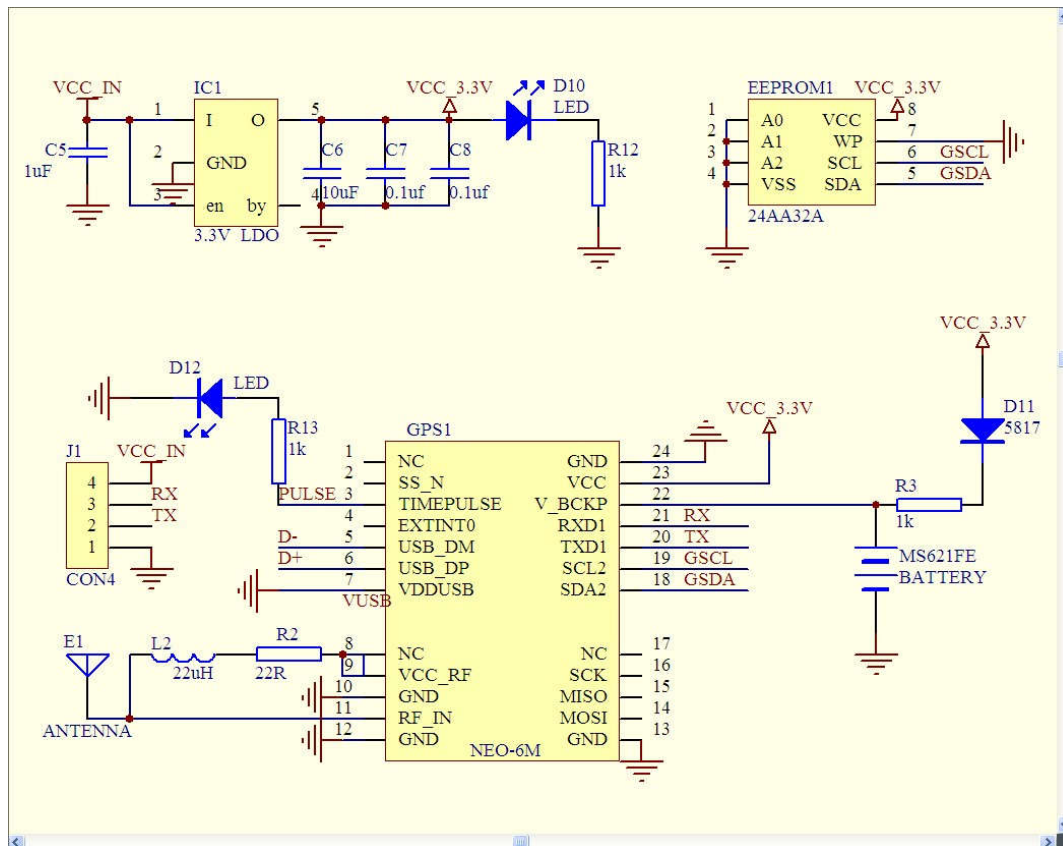 VCC_IN
IC1
1
I
O
5
VCC_3.3V
D10
LED
C5
1uF
2
GND
3
en
by
4
3.3V LDO
C6
10uF
C7
0.1uf
C8
0.1uf
R12
1k
EEPROM1
VCC_3.3V
1
A0
VCC
8
2
A1
WP
7
3
A2
SCL
6
GSCL
4
VSS
SDA
5
GSDA
24AA32A
D12
LED
R13
1k
J1
VCC_IN
4
3
RX
2
TX
1
CON4
GPS1
1
NC
GND
24
2
SS_N
VCC
23
VCC_3.3V
PULSE
3
TIMEPULSE
V_BCKP
22
4
EXTINT0
RXD1
21
RX
D-
5
USB_DM
TXD1
20
TX
D+
6
USB_DP
SCL2
19
GSCL
VUSB
7
VDDUSB
SDA2
18
GSDA
8
NC
NC
17
9
VCC_RF
SCK
16
10
GND
MISO
15
11
RF_IN
MOSI
14
12
GND
GND
13
NEO-6M
VCC_3.3V
D11
5817
R3
1k
MS621FE
BATTERY
E1
L2
22uH
R2
22R
ANTENNA